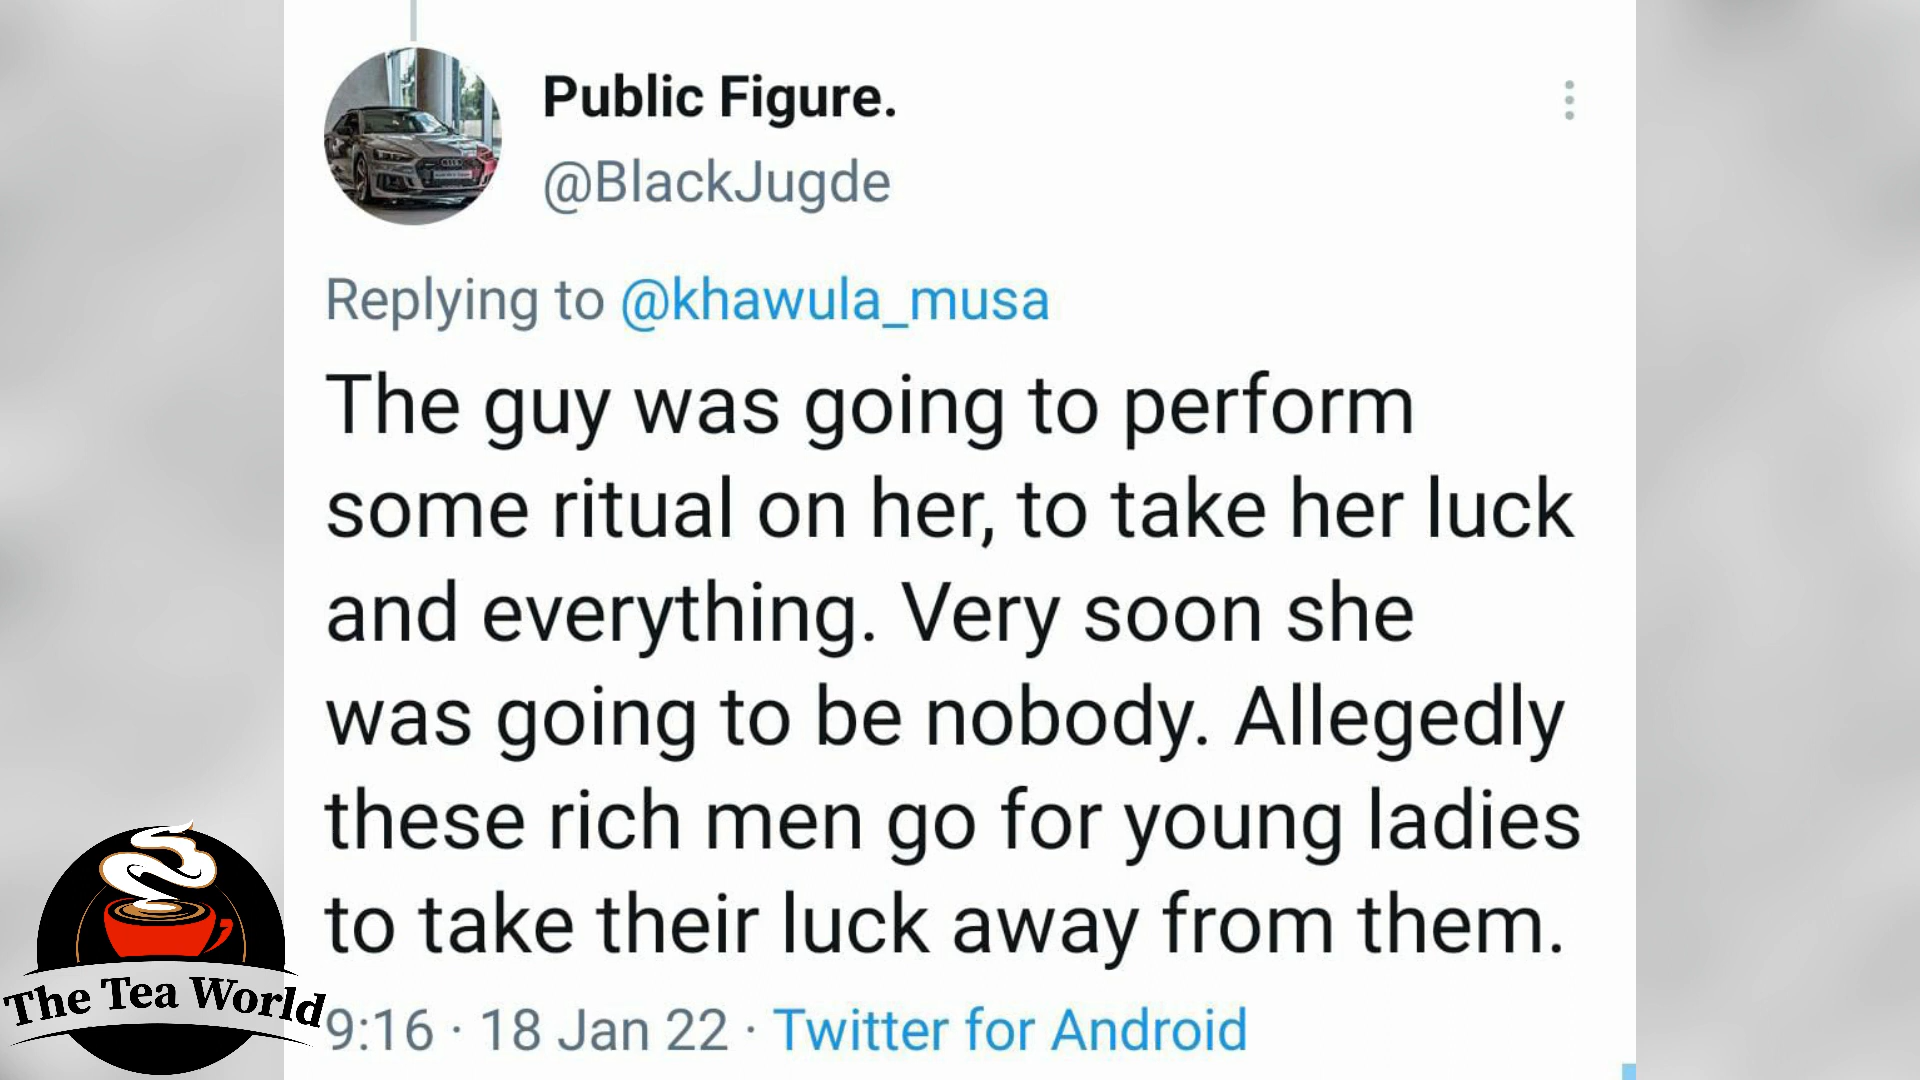 Public Figure.
@BlackJugde
Replying to @khawula_musa
The guy was going to perform
some ritual on her, to take her luck
and everything. Very soon she
was going to be nobody. Allegedly
these rich men go for young ladies
to take their luck away from them.
9:16 · 18 Jan 22 · Twitter for Android
The Tea World